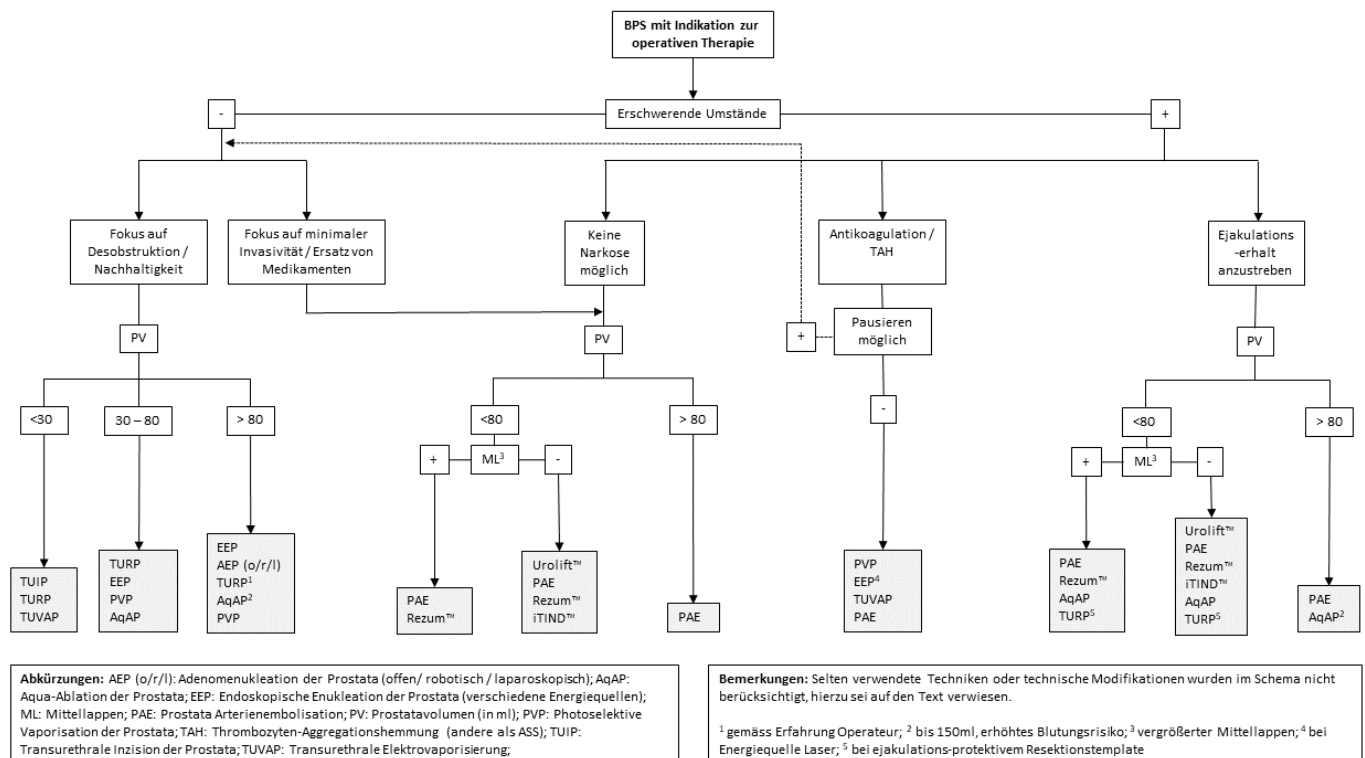 BPS mit Indikation zur
operativen Therapie
-
Erschwerende Umstände
+
Fokus auf
Desobstruktion /
Nachhaltigkeit
Fokus auf minimaler
Invasivität / Ersatz von
Medikamenten
Keine
Narkose
möglich
Antikoagulation /
TAH
Ejakulations
-erhalt
anzustreben
PV
PV
+
Pausieren
möglich
PV
<30
30 – 80
> 80
<80
> 80
-
<80
> 80
+
ML³
-
+
ML³
-
TUIP
TURP
TUVAP
TURP
EEP
PVP
AqAP
EEP
AEP (o/r/l)
TURP¹
AqAP²
PVP
PAE
Rezum™
Urolift™
PAE
Rezum™
iTIND™
PAE
PVP
EEP⁴
TUVAP
PAE
PAE
Rezum™
AqAP
TURP⁵
Urolift™
PAE
Rezum™
iTIND™
AqAP
TURP⁵
PAE
AqAP²
Abkürzungen: AEP (o/r/l): Adenomenukleation der Prostata (offen/ robotisch / laparoskopisch); AqAP:
Aqua-Ablation der Prostata; EEP: Endoskopische Enukleation der Prostata (verschiedene Energiequellen);
ML: Mittellappen; PAE: Prostata Arterienembolisation; PV: Prostatavolumen (in ml); PVP: Photoselektive
Vaporisation der Prostata; TAH: Thrombozyten-Aggregationshemmung (andere als ASS); TUIP:
Transurethrale Inzision der Prostata; TUVAP: Transurethrale Elektrovaporisierung;
Bemerkungen: Selten verwendete Techniken oder technische Modifikationen wurden im Schema nicht
berücksichtigt, hierzu sei auf den Text verwiesen.
¹ gemäss Erfahrung Operateur; ² bis 150ml, erhöhtes Blutungsrisiko; ³ vergrößerter Mittellappen; ⁴ bei
Energiequelle Laser; ⁵ bei ejakulations-protektivem Resektionstemplate